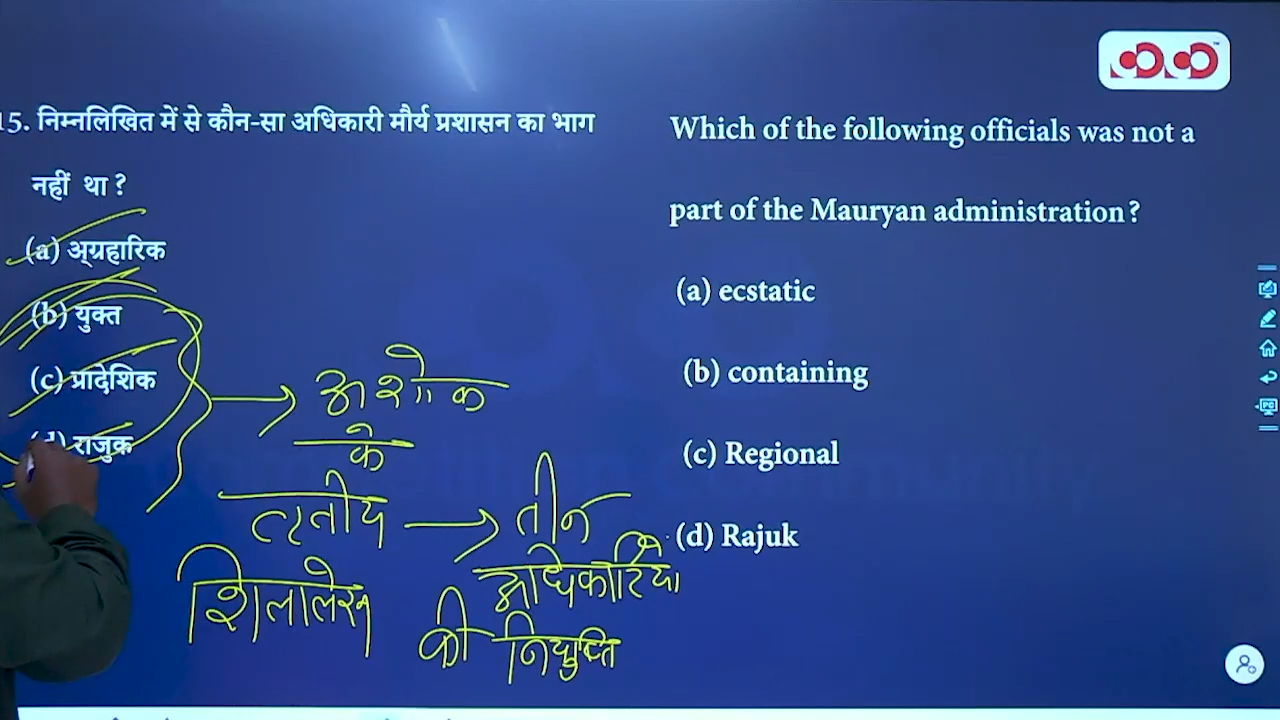 15. निम्नलिखित में से कौन-सा अधिकारी मौर्य प्रशासन का भाग
नहीं था ?
(a) अ्ग्रहारिक
(b) युक्त
(c) प्रादेशिक
(d) राजुक
Which of the following officials was not a
part of the Mauryan administration?
(a) ecstatic
(b) containing
(c) Regional
(d) Rajuk
अशोक
के
तृतीय → तीन
शिलालेख
अधिकारियों
की नियुक्ति
PC